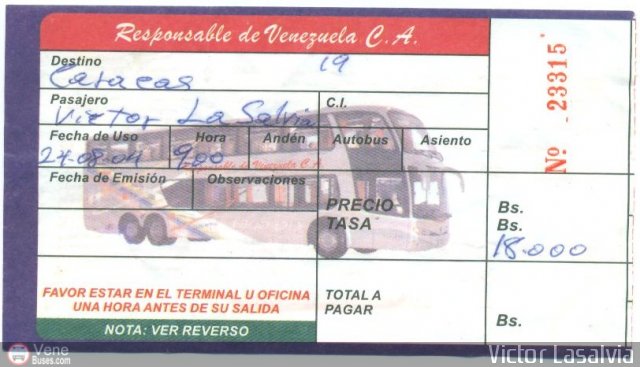 Responsable de Venezuela C.A.
Destino 19
Caracas
Pasajero C.I.
Victor La Salvia
Fecha de Uso Hora Andén Autobus Asiento
24-08-04 9:00
Responsable de Venezuela C.A.
Fecha de Emisión Observaciones
PRECIO Bs.
TASA Bs.
18.000
FAVOR ESTAR EN EL TERMINAL U OFICINA
UNA HORA ANTES DE SU SALIDA
TOTAL A
PAGAR Bs.
NOTA: VER REVERSO
Nº 23315
Vene
Buses.com
Victor Lasalvia